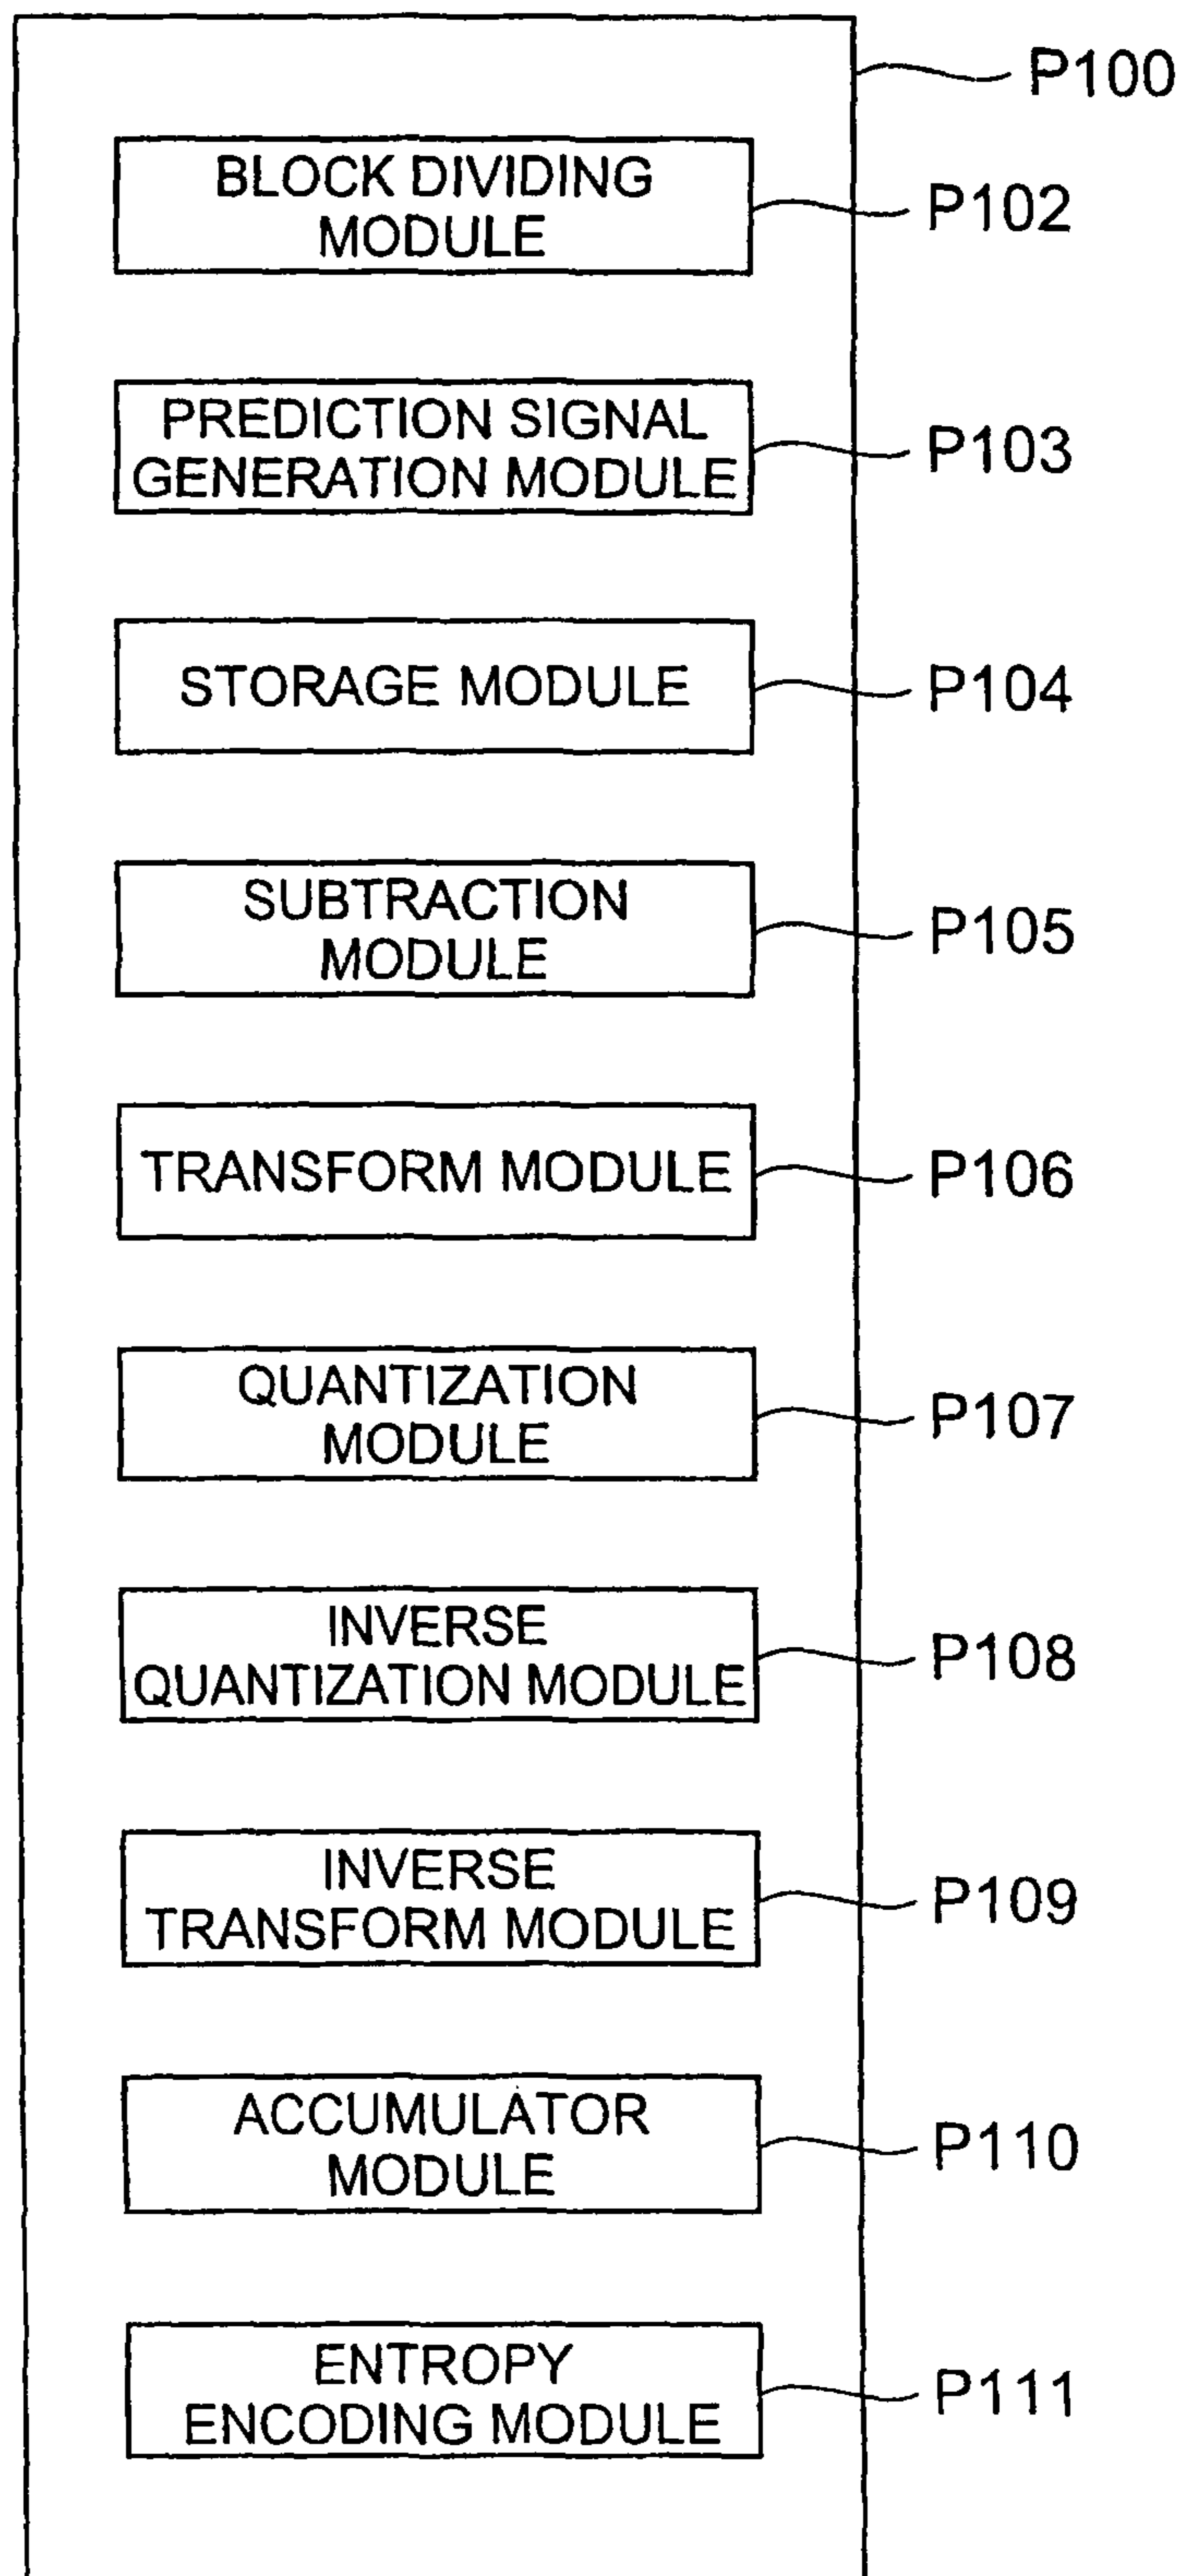 P100
BLOCK DIVIDING
MODULE
P102
PREDICTION SIGNAL
GENERATION MODULE
P103
STORAGE MODULE
P104
SUBTRACTION
MODULE
P105
TRANSFORM MODULE
P106
QUANTIZATION
MODULE
P107
INVERSE
QUANTIZATION MODULE
P108
INVERSE
TRANSFORM MODULE
P109
ACCUMULATOR
MODULE
P110
ENTROPY
ENCODING MODULE
P111